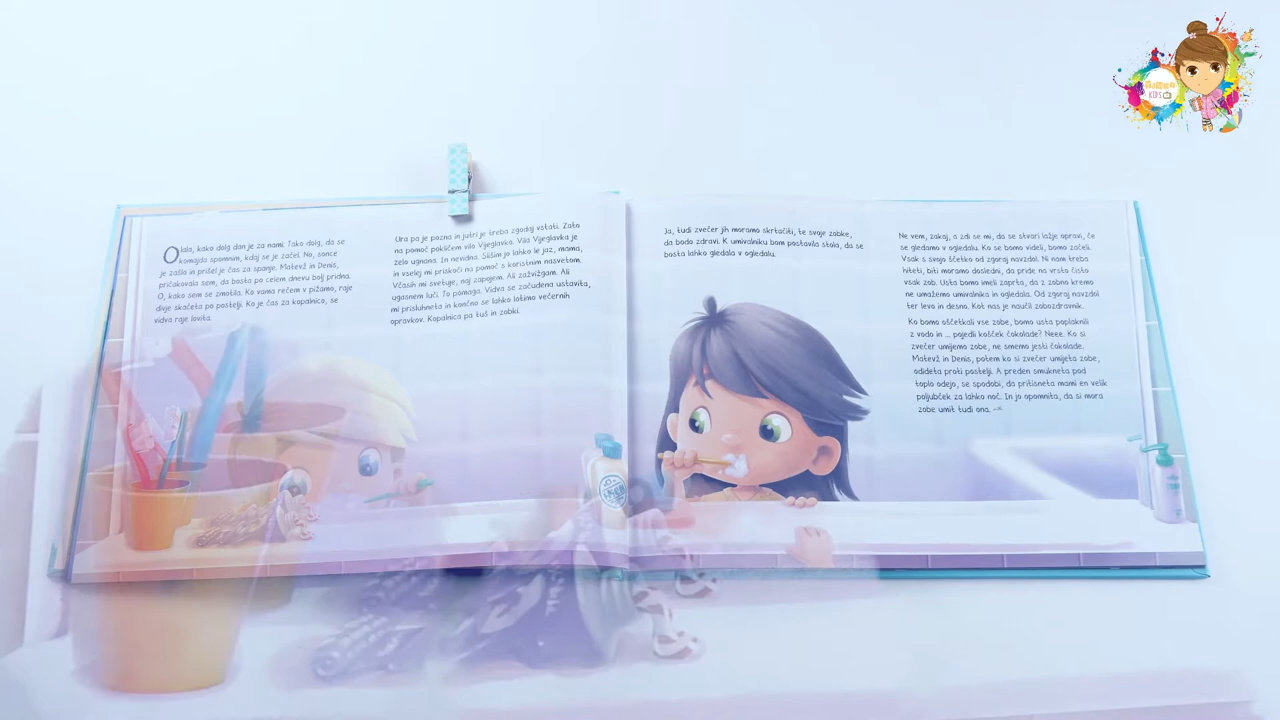 Olala, kako dolg dan je za nami. Tako dolg, da se
komajda spomnim, kdaj se je začel. No, sonce
je zašlo in prišel je čas za spanje. Matevž in Denis,
pričakovala sem, da bosta po celem dnevu bolj pridna.
O, kako sem se zmotila. Ko vama rečem v pižamo, raje
dlje skačeta po postelji. Ko je čas za kopalnico, se
vidva raje lovita.
Ura pa je pozna in jutri je treba zgodaj vstati. Zato
na pomoč pokličem vilo Vijeglavko. Vila Vijeglavka je
zelo ugnana. In nevidna. Slišim jo lahko le jaz, mama,
in vselej mi priskoči na pomoč s koristnim nasvetom.
Včasih mi svetuje, naj zapojem. Ali zažvižgam. Ali
ugasnem luči. To pomaga. Vidva se začudena ustavita,
mi prisluhneta in končno se lahko lotimo večernih
opravkov. Kopalnica pa tuš in zobki.
Ja, tudi zvečer jih moramo skrtačiti, te svoje zobke,
da bodo zdravi. K umivalniku bom postavila stola, da se
bosta lahko gledala v ogledalu.
Ne vem, zakaj, a zdi se mi, da se stvari lažje opravi, če
se gledamo v ogledalu. Ko se bomo videli, bomo začeli.
Vsak s svojo ščetko od zgoraj navzdol. Ni nam treba
hiteti, biti moramo dosledni, da pride na vrsto čisto
vsak zob. Usta bomo imeli zaprta, da z zobno kremo
ne umažemo umivalnika in ogledala. Od zgoraj navzdol
ter levo in desno. Kot nas je naučil zobozdravnik.
Ko bomo oščetkali vse zobe, bomo usta poplaknili
z vodo in ... pojedli košček čokolade? Neee. Ko si
zvečer umijemo zobe, ne smemo jesti čokolade.
Matevž in Denis, potem ko si zvečer umijeta zobe,
odideta proti postelji. A preden smukneta pod
toplo odejo, se spodobi, da pritisneta mami en velik
poljubček za lahko noč. In jo opomnita, da si mora
zobe umit tudi ona.
KIDS